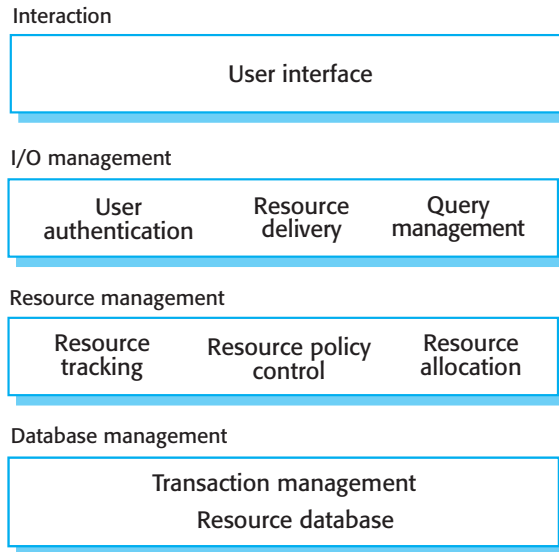 Interaction
User interface
I/O management
User
authentication
Resource
delivery
Query
management
Resource management
Resource
tracking
Resource policy
control
Resource
allocation
Database management
Transaction management
Resource database